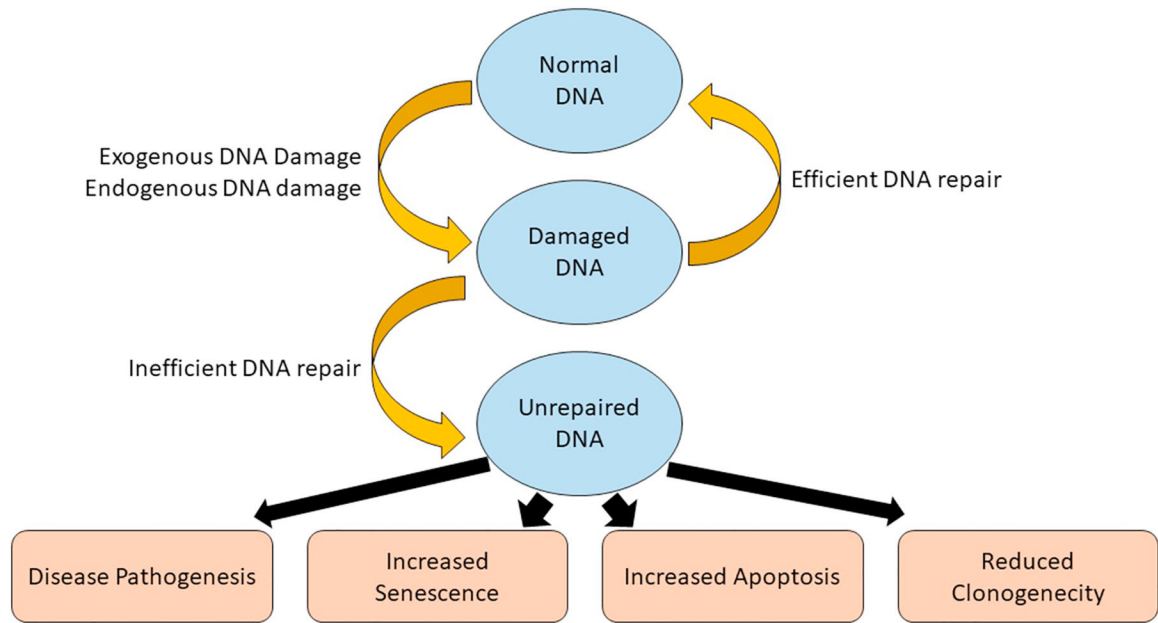 Normal
DNA
Exogenous DNA Damage
Endogenous DNA damage
Efficient DNA repair
Damaged
DNA
Inefficient DNA repair
Unrepaired
DNA
Disease Pathogenesis
Increased
Senescence
Increased Apoptosis
Reduced
Clonogenecity